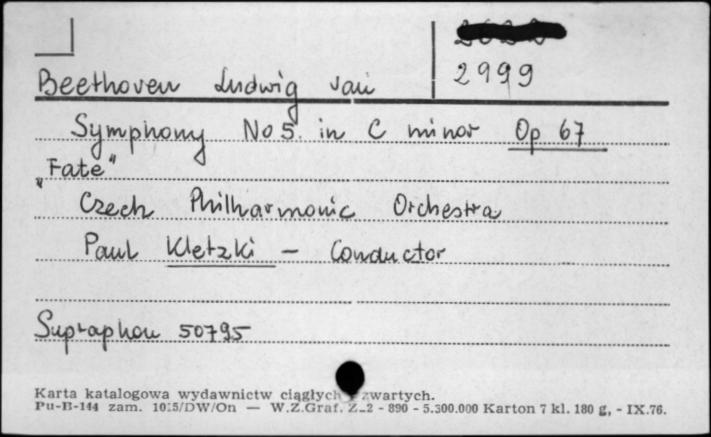 2999
Beethoven Ludwig van
Symphony No 5. in C minor Op 67
"Fate"
Czech Philharmonic Orchestra
Paul Kletzki – Conductor
Supraphon 50795
Karta katalogowa wydawnictw ciągłych zwartych.
Pu-B-144 zam. 1015/DW/On — W.Z.Graf. Z-2 - 890 - 5.300.000 Karton 7 kl. 180 g, - IX.76.